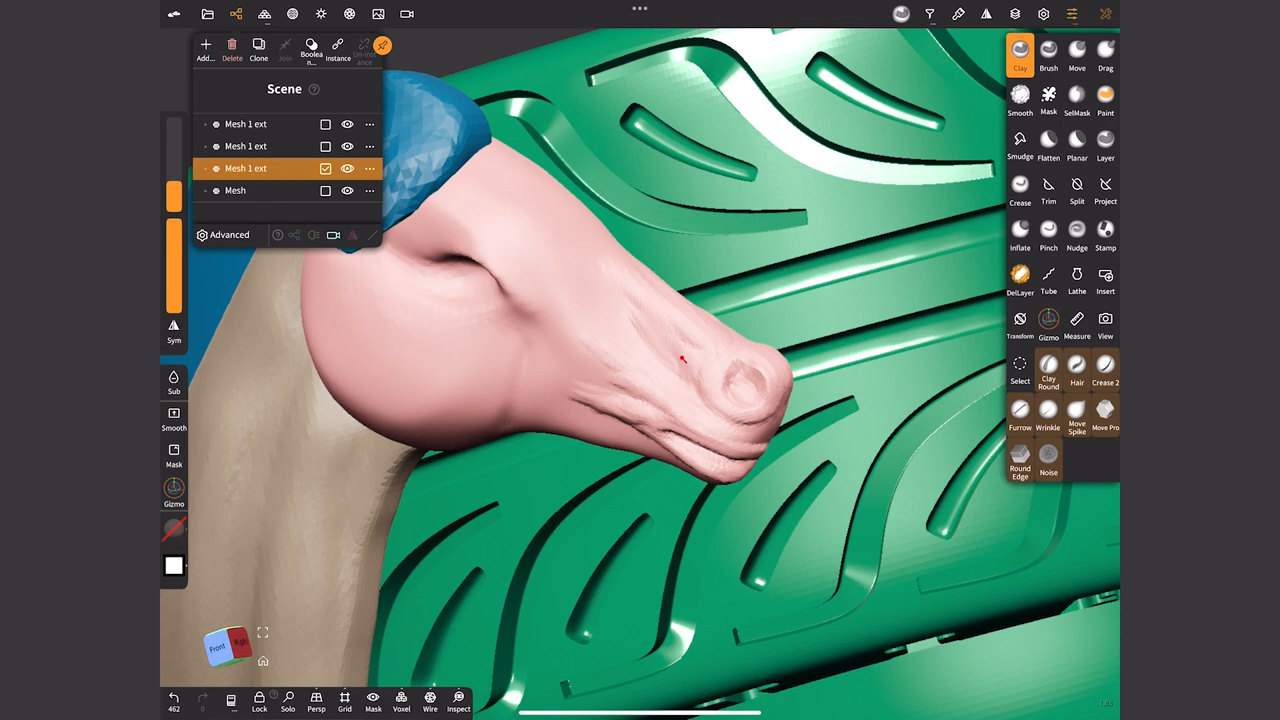 Add...
Delete
Clone
Join
Boolea
n...
Instance
Un-inst
ance
Scene
Mesh 1 ext
Mesh 1 ext
Mesh 1 ext
Mesh
Advanced
Sym
Sub
Smooth
Mask
Gizmo
Clay
Brush
Move
Drag
Smooth
Mask
SelMask
Paint
Smudge
Flatten
Planar
Layer
Crease
Trim
Split
Project
Inflate
Pinch
Nudge
Stamp
DelLayer
Tube
Lathe
Insert
Transform
Gizmo
Measure
View
Select
Clay
Round
Hair
Crease 2
Furrow
Wrinkle
Move
Spike
Move Pro
Round
Edge
Noise
Front
462
0
Lock
Solo
Persp
Grid
Mask
Voxel
Wire
Inspect